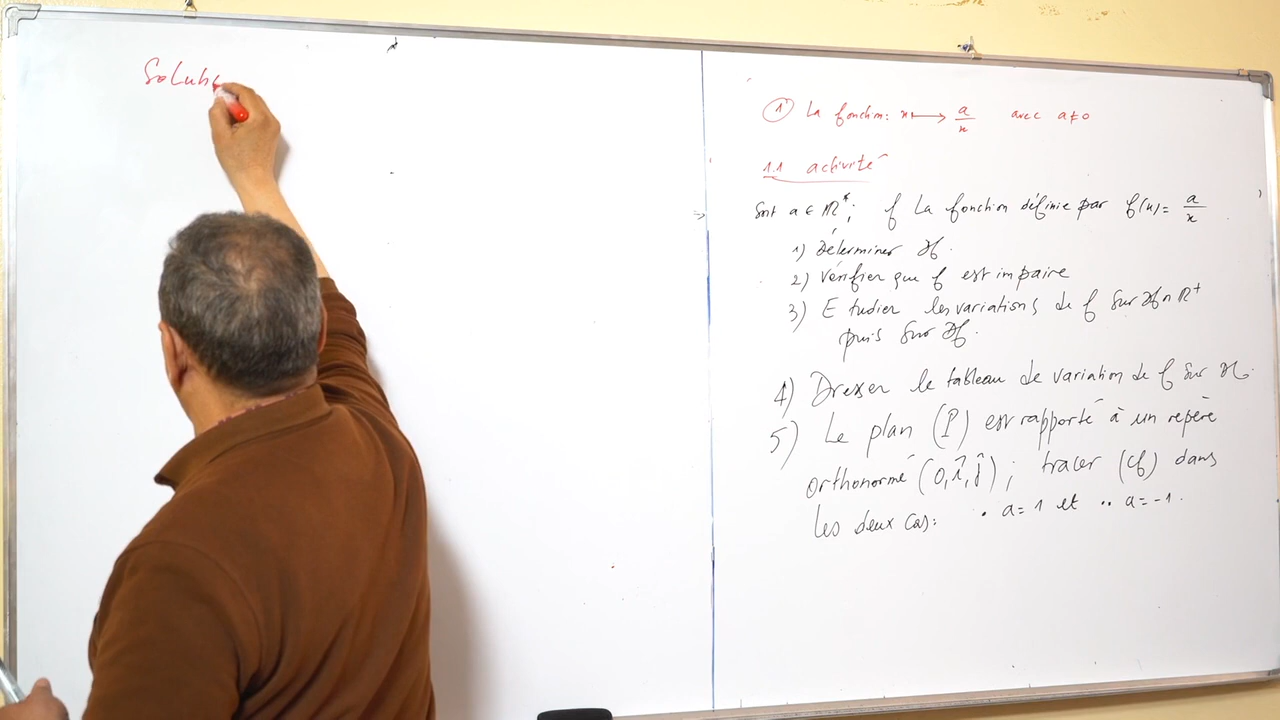 Soluti
① La fonction: x ⟼ a/x avec a≠0
1.1 activité
Soit a ∈ ℝ*; f La fonction définie par f(x)= a/x
1) Déterminer Df.
2) Vérifier que f est impaire
3) Etudier les variations de f sur Df ∩ ℝ+
puis sur Df.
4) Dresser le tableau de variation de f sur Df.
5) Le plan (P) est rapporté à un repère
orthonormé (O,i,j); tracer (Cf) dans
les deux cas: • a=1 et •• a=-1.